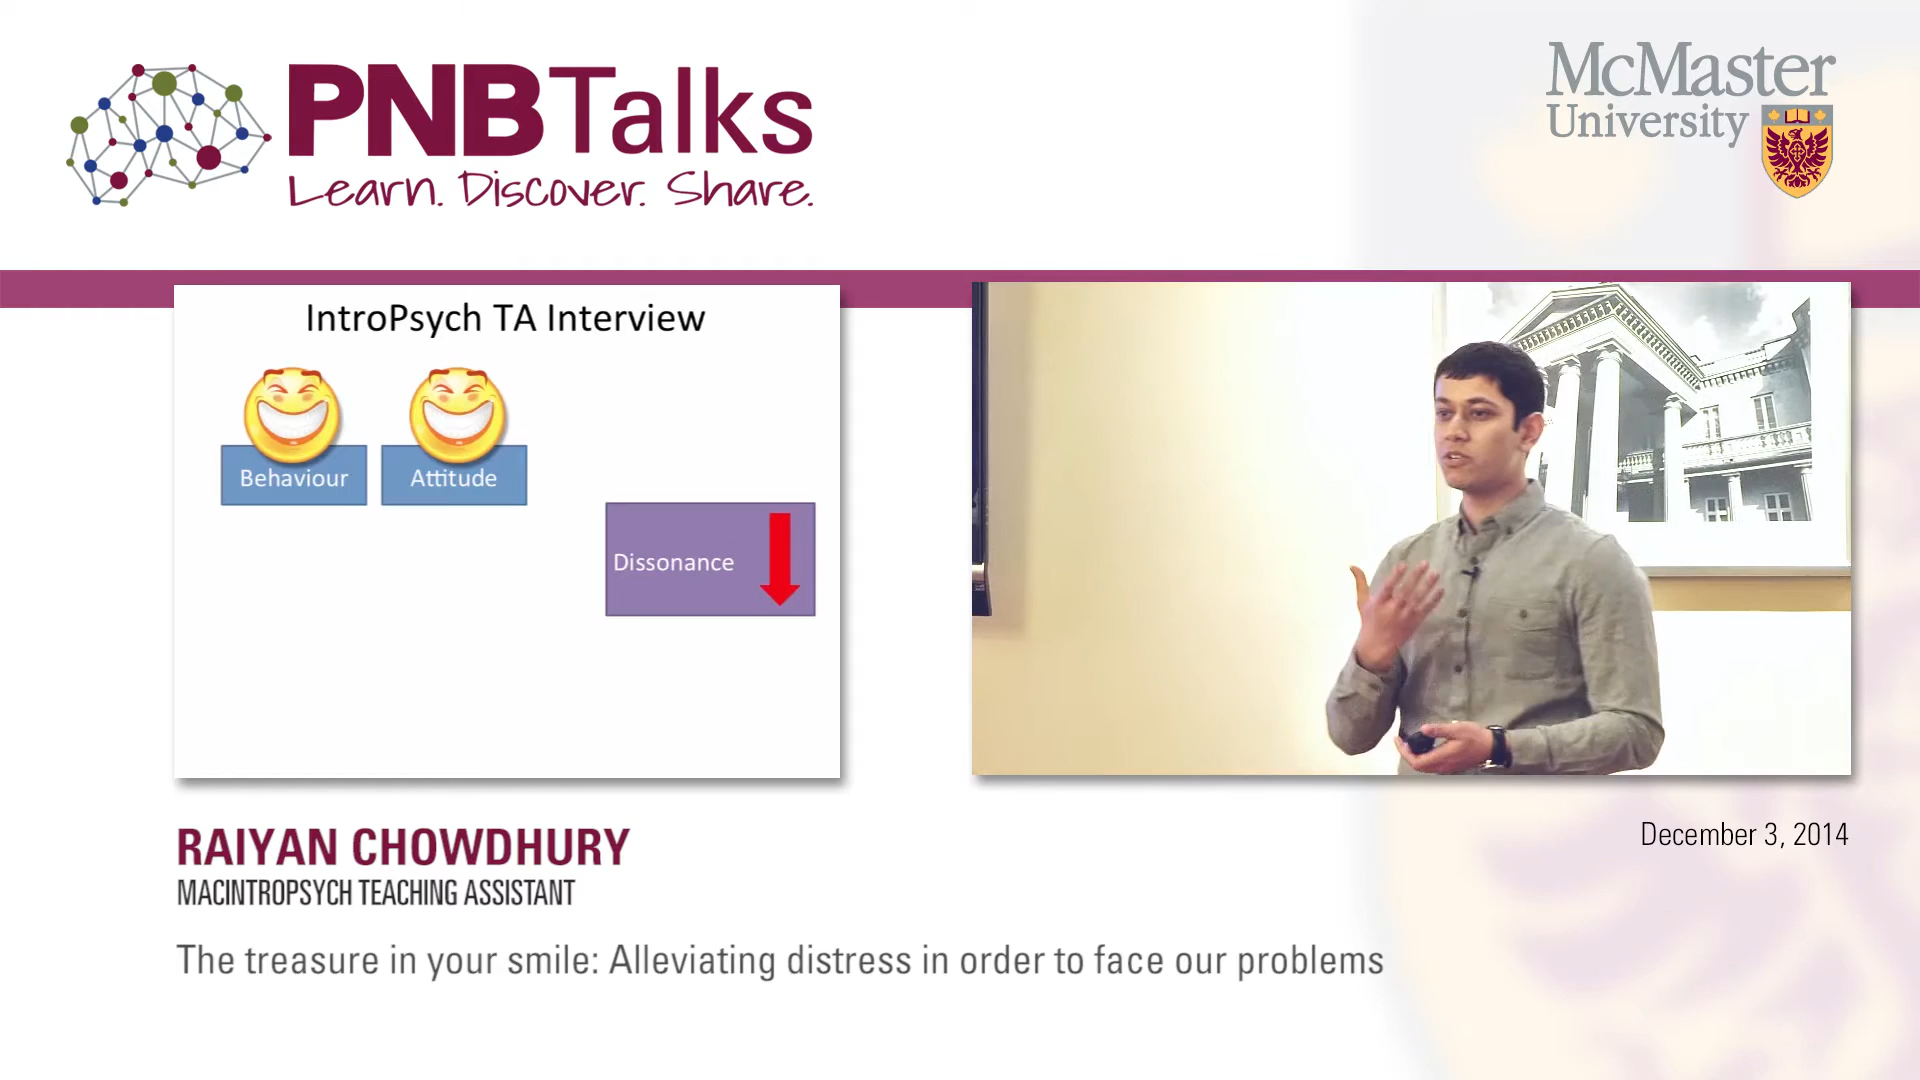 PNBTalks
Learn. Discover. Share.
McMaster
University
IntroPsych TA Interview
Behaviour
Attitude
Dissonance
RAIYAN CHOWDHURY
MACINTROPSYCH TEACHING ASSISTANT
December 3, 2014
The treasure in your smile: Alleviating distress in order to face our problems